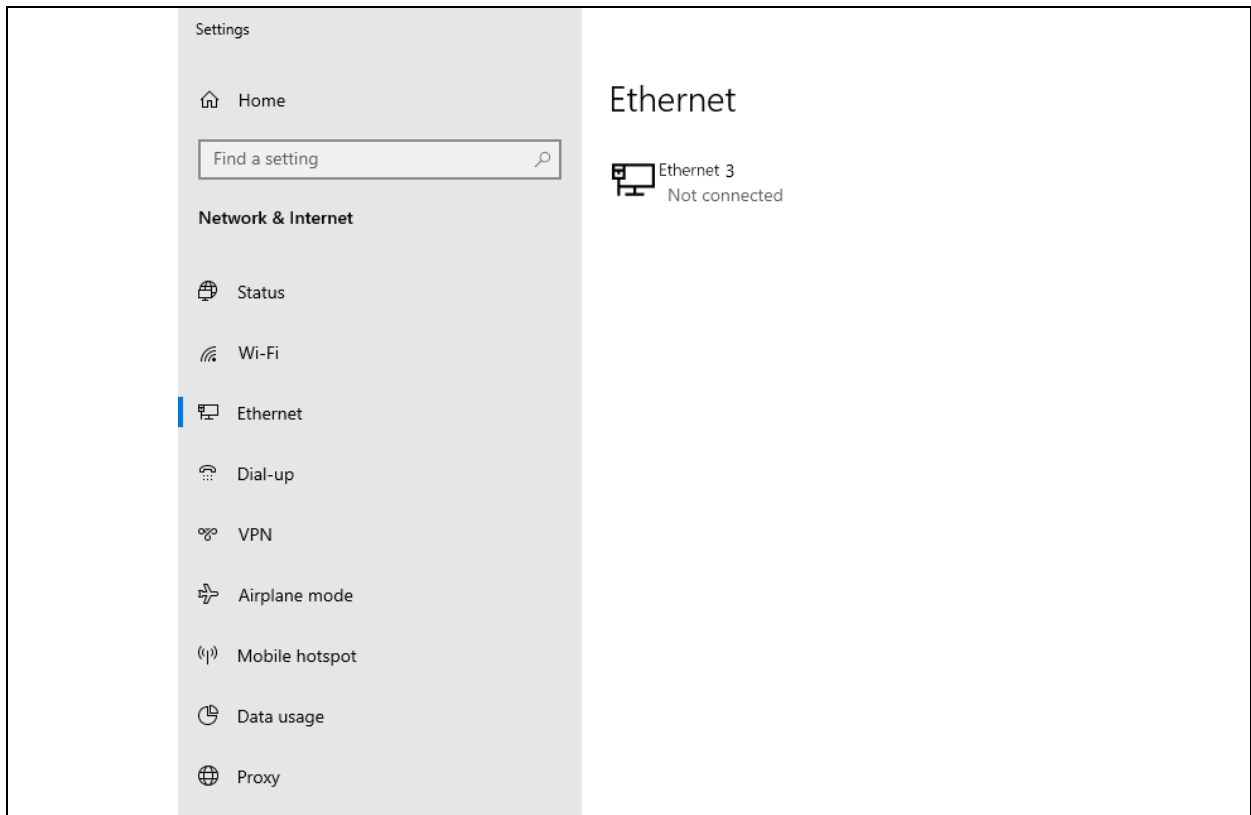 Settings
Home
Find a setting
Network & Internet
Status
Wi-Fi
Ethernet
Dial-up
VPN
Airplane mode
Mobile hotspot
Data usage
Proxy
Ethernet
Ethernet 3
Not connected